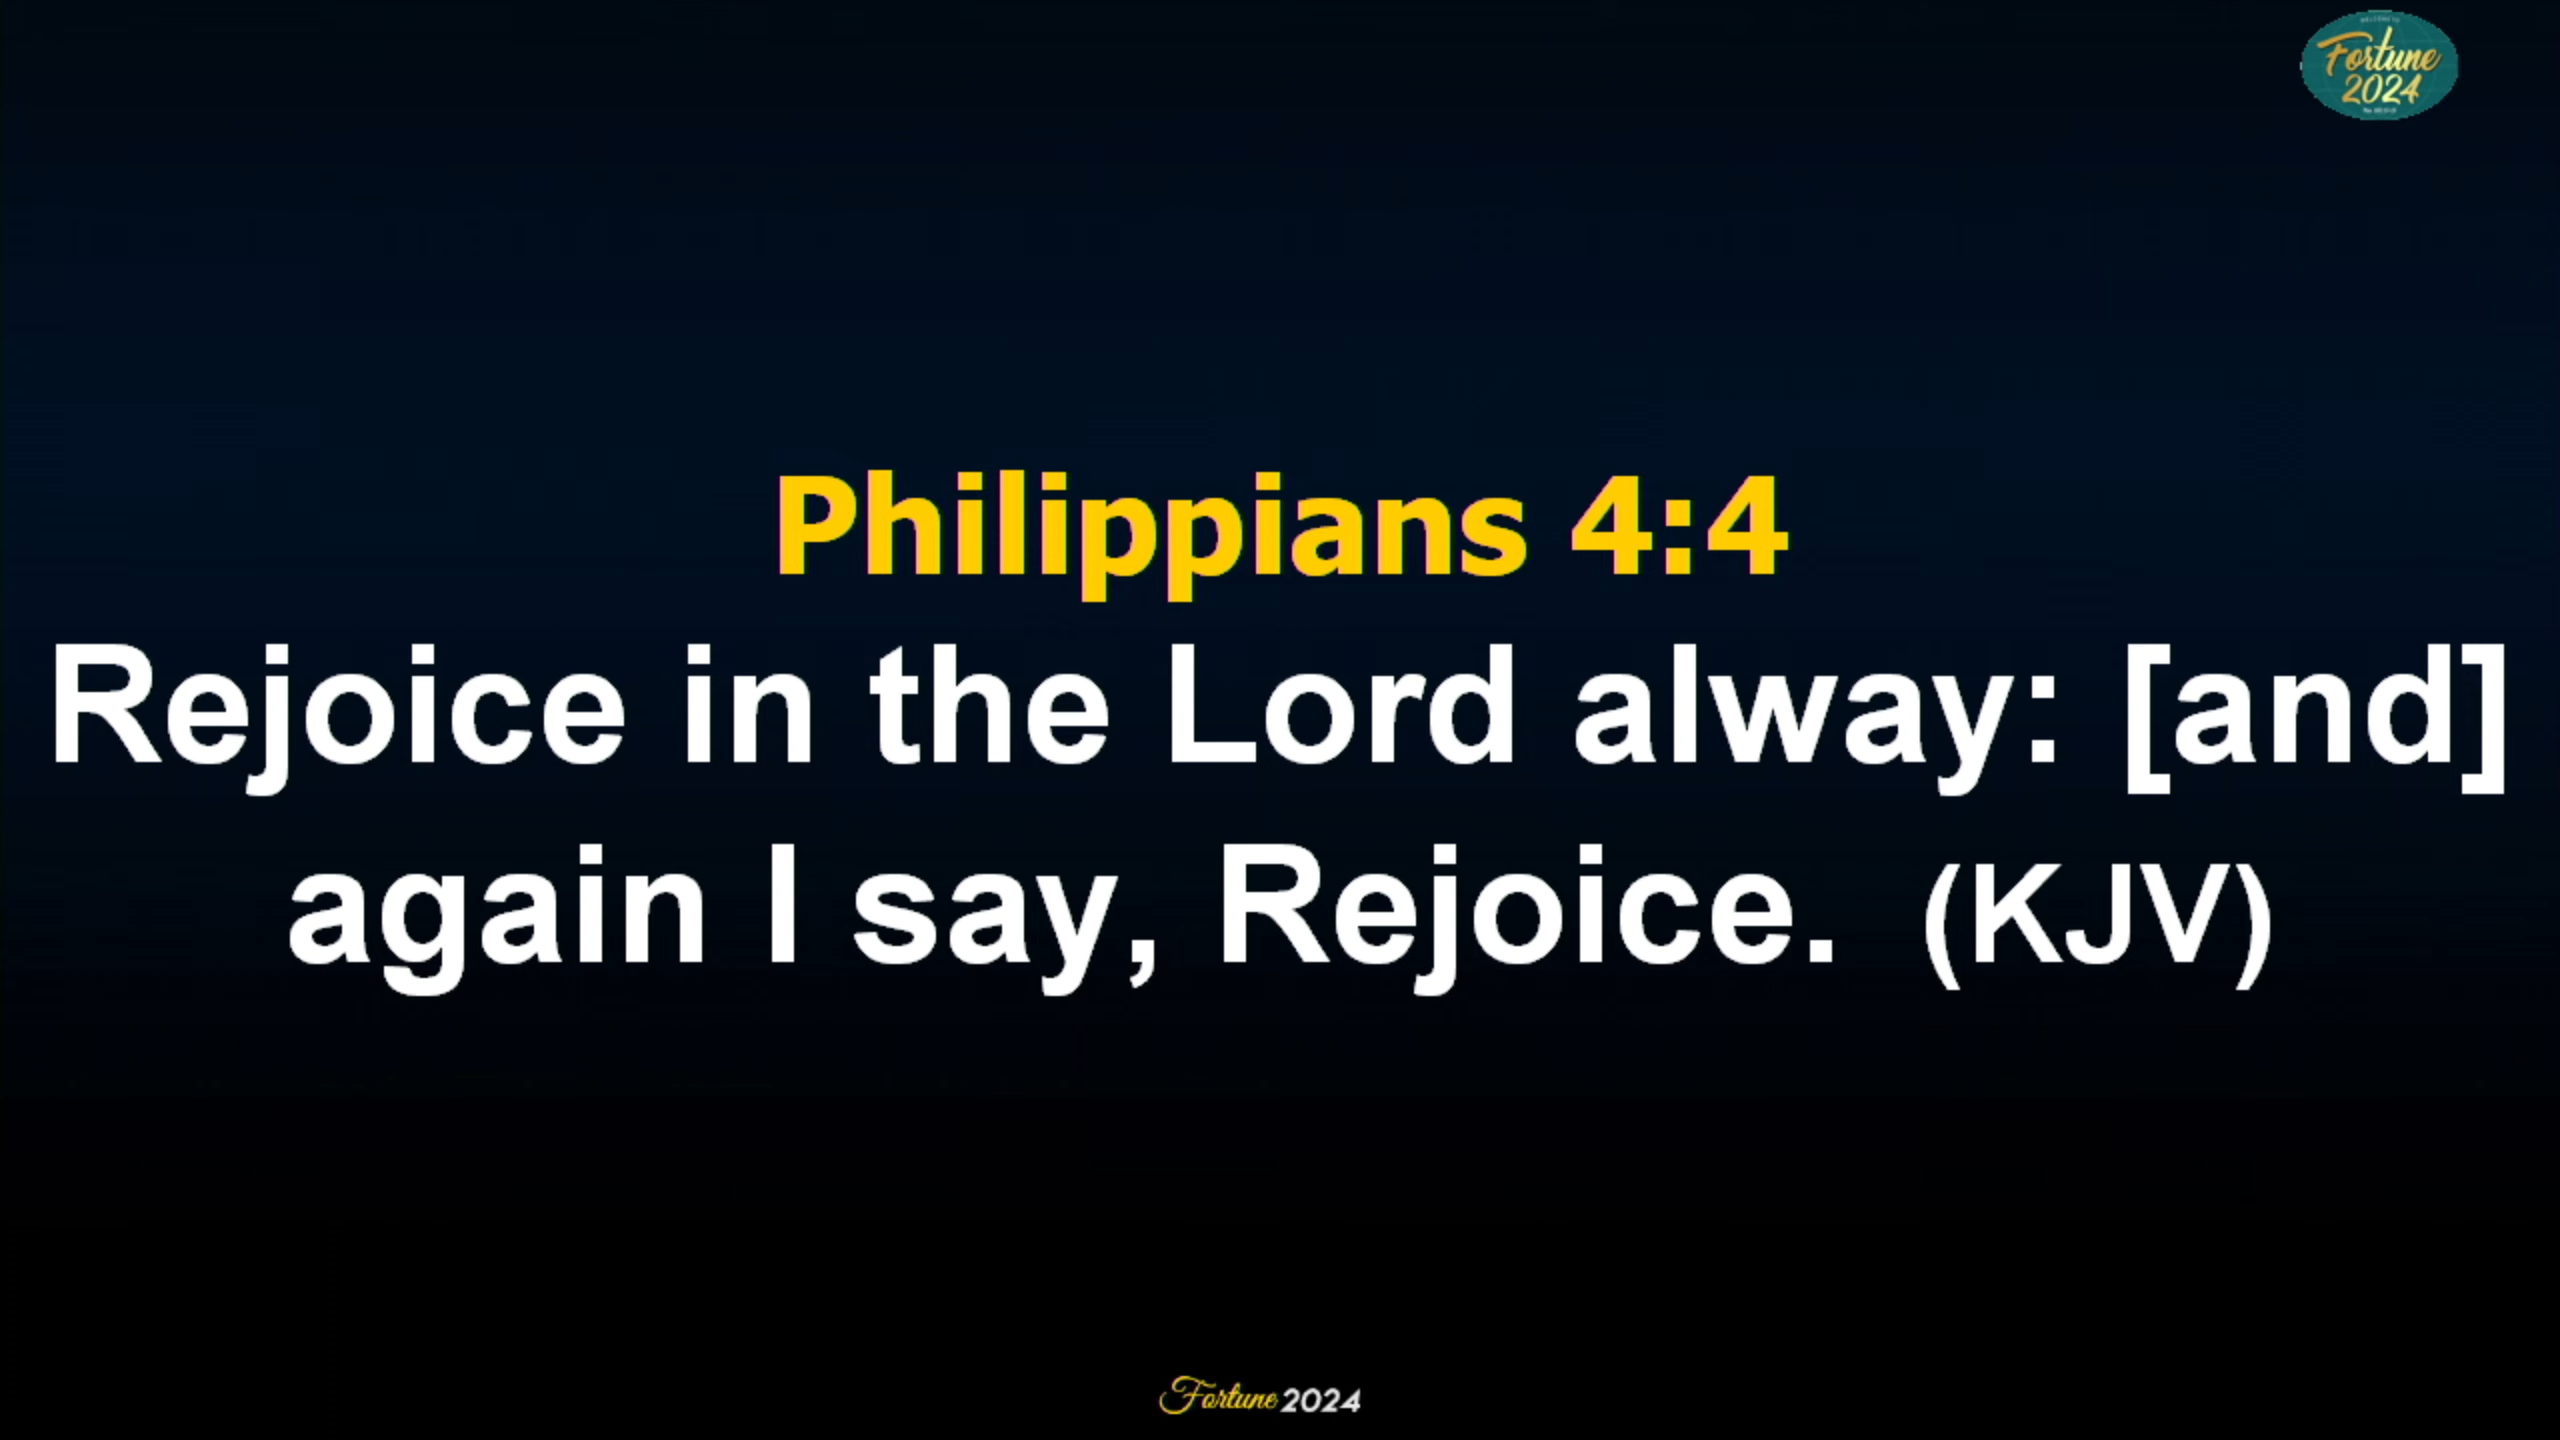 Fortune
2024
Philippians 4:4
Rejoice in the Lord alway: [and]
again I say, Rejoice. (KJV)
Fortune 2024